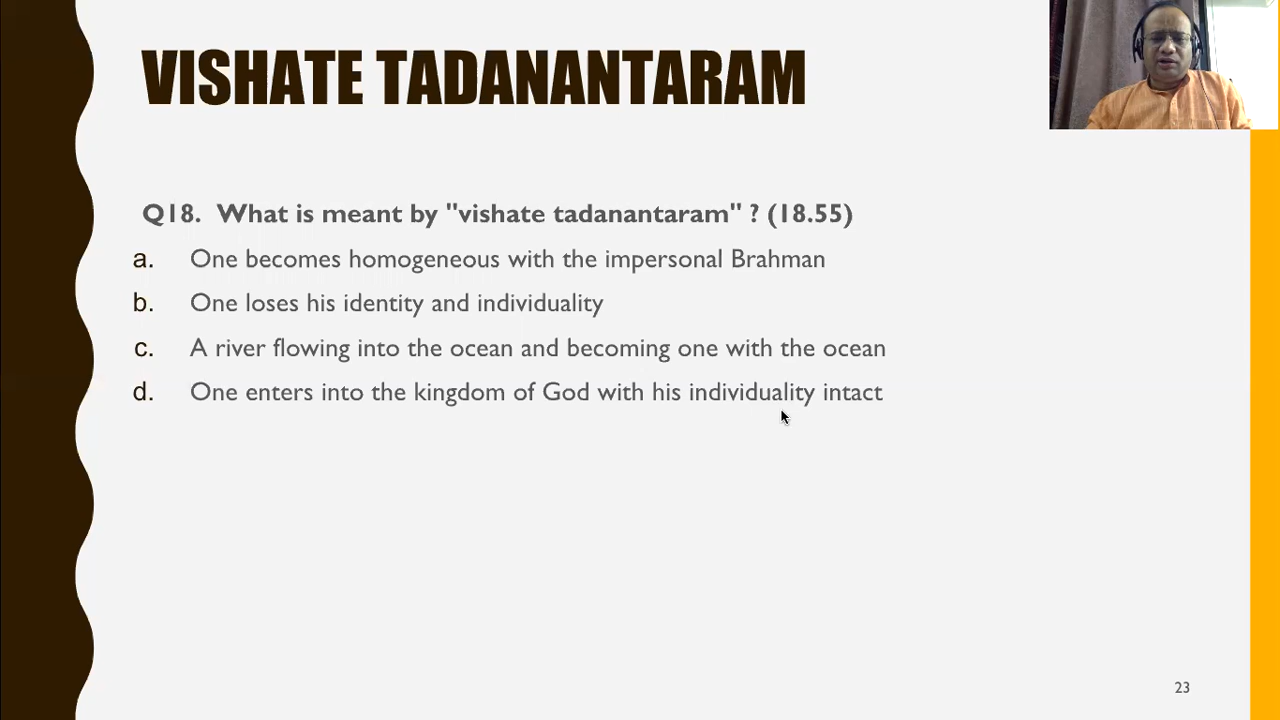 VISHATE TADANANTARAM
Q18. What is meant by "vishate tadanantaram" ? (18.55)
a. One becomes homogeneous with the impersonal Brahman
b. One loses his identity and individuality
c. A river flowing into the ocean and becoming one with the ocean
d. One enters into the kingdom of God with his individuality intact
23